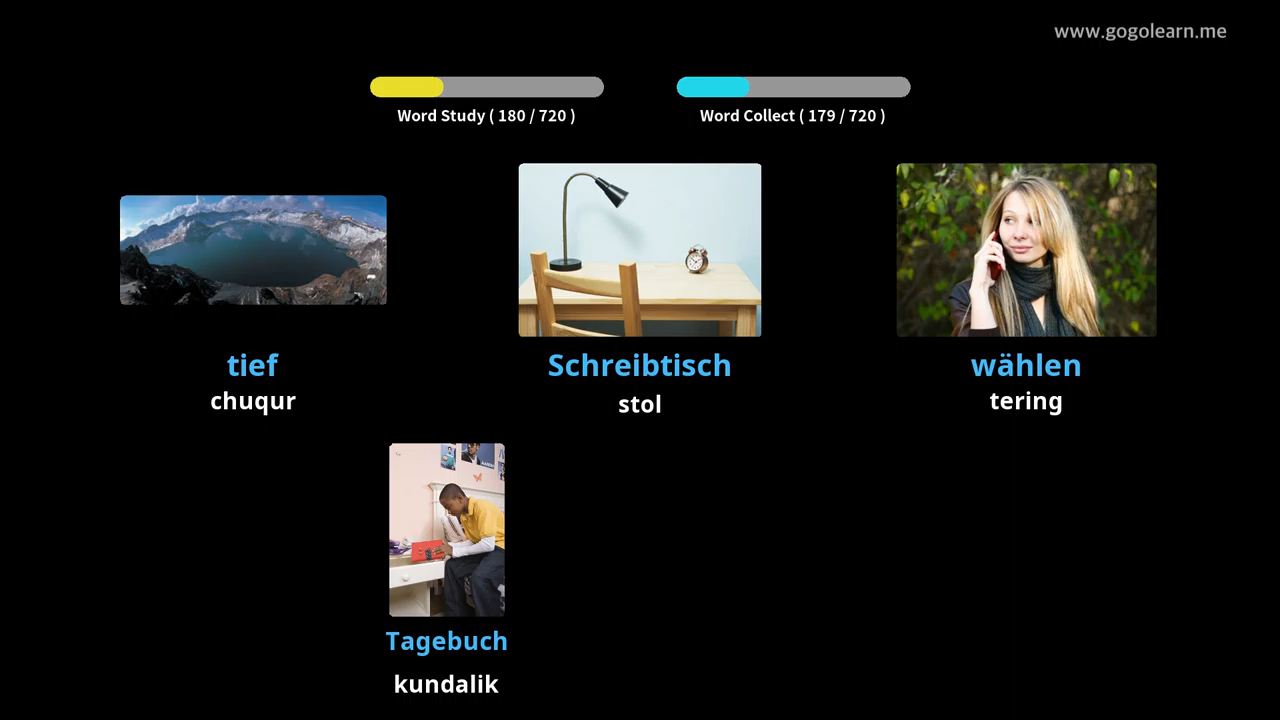 www.gogolearn.me
Word Study ( 180 / 720 )
Word Collect ( 179 / 720 )
tief
chuqur
Schreibtisch
stol
wählen
tering
Tagebuch
kundalik